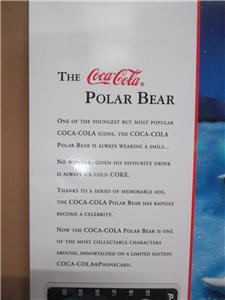 THE Coca-Cola®
POLAR BEAR
ONE OF THE YOUNGEST BUT MOST POPULAR
COCA-COLA ICONS, THE COCA-COLA
POLAR BEAR IS ALWAYS WEARING A SMILE...
NO WONDER, GIVEN HIS FAVOURITE DRINK
IS ALWAYS ICE COLD COKE.
THANKS TO A SERIES OF MEMORABLE ADS,
THE COCA-COLA POLAR BEAR HAS RAPIDLY
BECOME A CELEBRITE.
NOW THE COCA-COLA POLAR BEAR IS ONE
OF THE MOST COLLECTABLE CHARACTERS
AROUND, IMMORTALISED ON A LIMITED EDITION
COCA-COLA®PHONECARD.